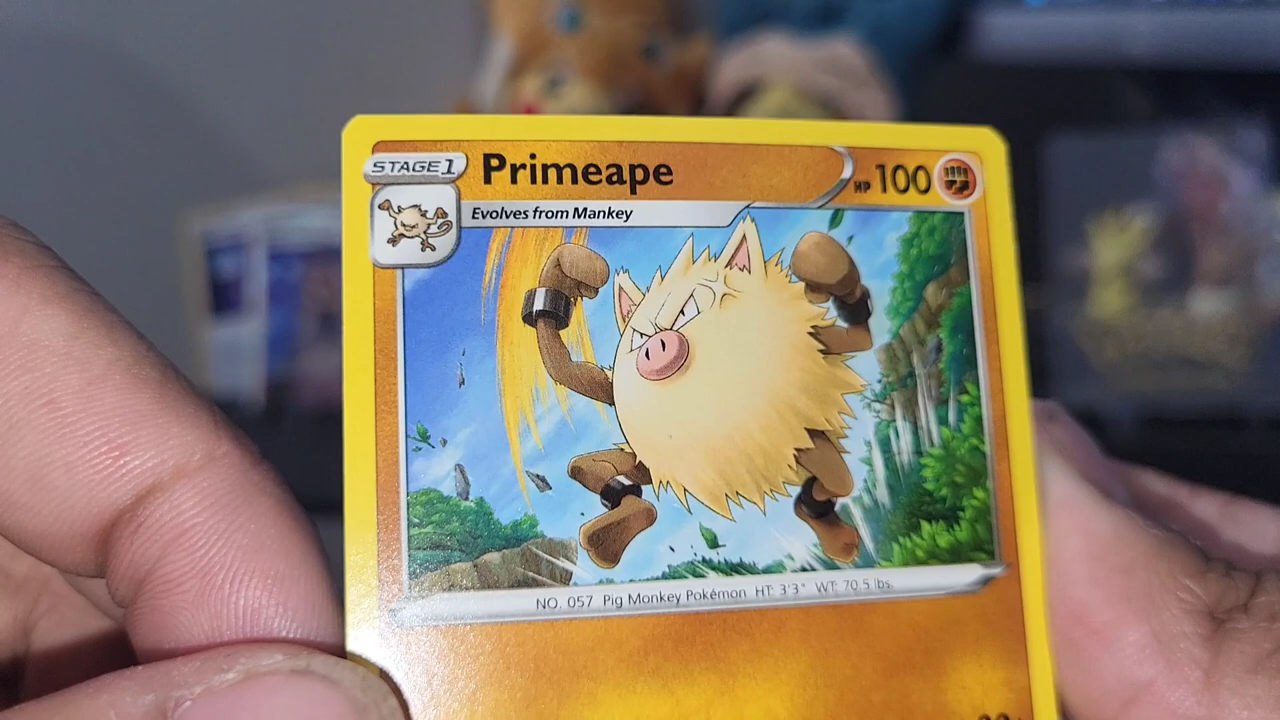 STAGE 1
Primeape
HP 100
Evolves from Mankey
NO. 057 Pig Monkey Pokémon HT: 3'3" WT: 70.5 lbs.